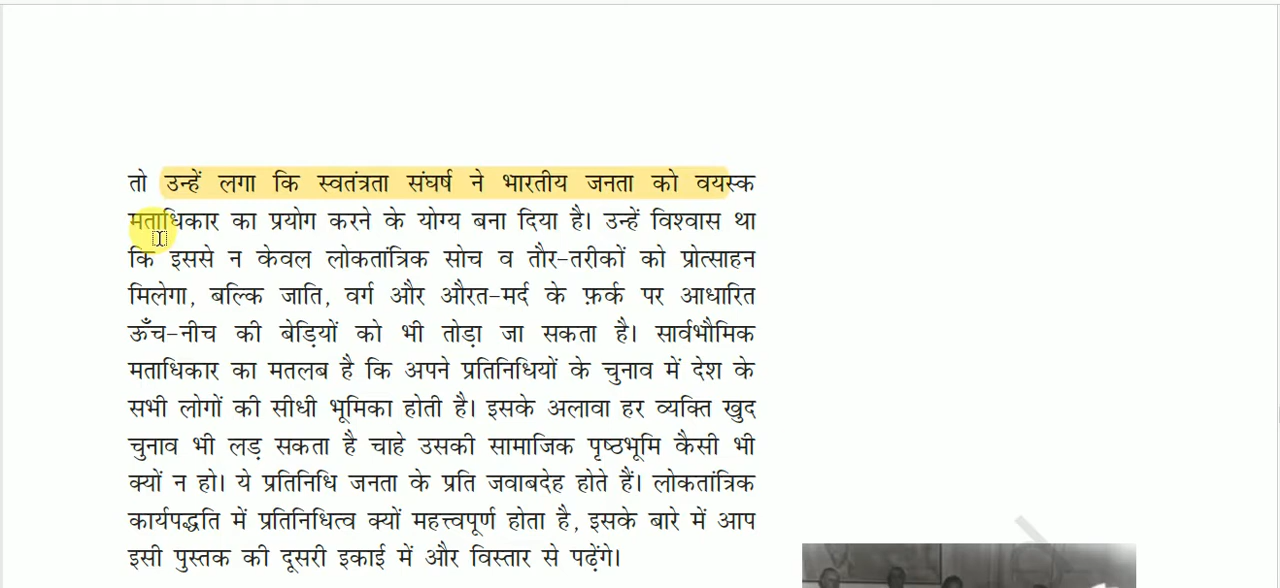 तो उन्हें लगा कि स्वतंत्रता संघर्ष ने भारतीय जनता को वयस्क
मताधिकार का प्रयोग करने के योग्य बना दिया है। उन्हें विश्वास था
कि इससे न केवल लोकतांत्रिक सोच व तौर-तरीकों को प्रोत्साहन
मिलेगा, बल्कि जाति, वर्ग और औरत-मर्द के फ़र्क पर आधारित
ऊँच-नीच की बेड़ियों को भी तोड़ा जा सकता है। सार्वभौमिक
मताधिकार का मतलब है कि अपने प्रतिनिधियों के चुनाव में देश के
सभी लोगों की सीधी भूमिका होती है। इसके अलावा हर व्यक्ति खुद
चुनाव भी लड़ सकता है चाहे उसकी सामाजिक पृष्ठभूमि कैसी भी
क्यों न हो। ये प्रतिनिधि जनता के प्रति जवाबदेह होते हैं। लोकतांत्रिक
कार्यपद्धति में प्रतिनिधित्व क्यों महत्त्वपूर्ण होता है, इसके बारे में आप
इसी पुस्तक की दूसरी इकाई में और विस्तार से पढ़ेंगे।